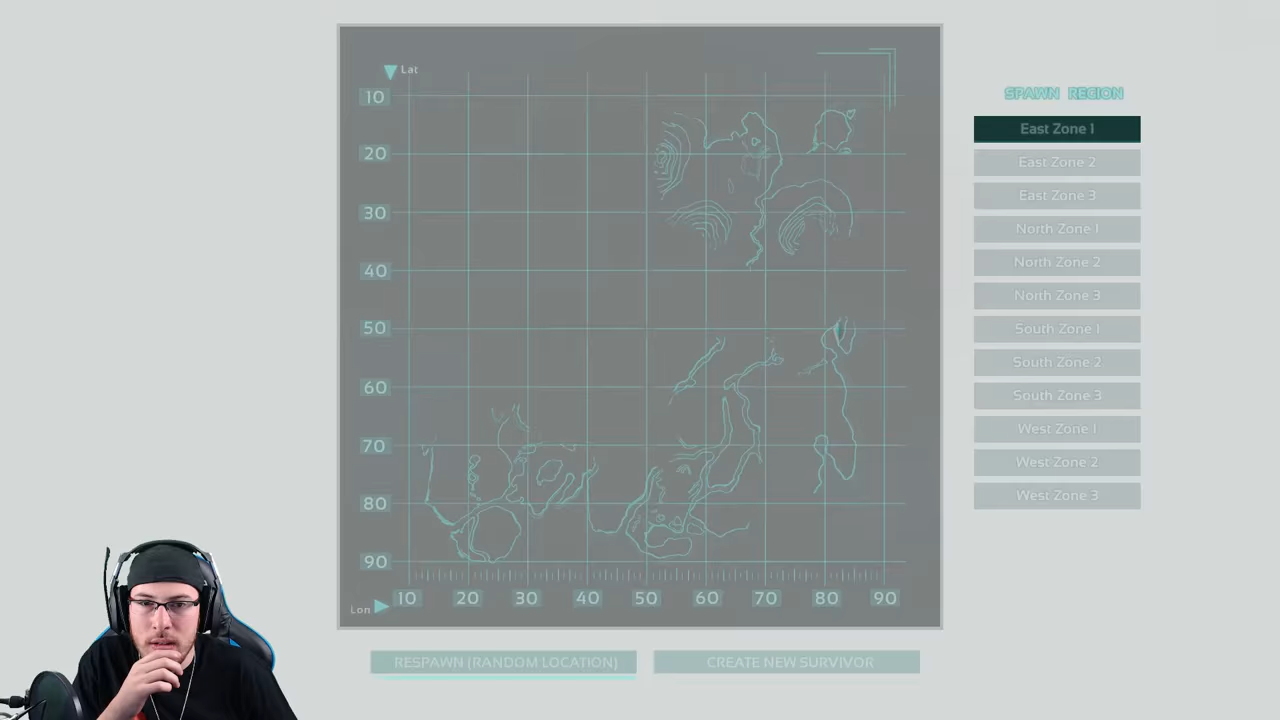 Lat
10
20
30
40
50
60
70
80
90
Lon
10 20 30 40 50 60 70 80 90
RESPAWN (RANDOM LOCATION)
CREATE NEW SURVIVOR
SPAWN REGION
East Zone 1
East Zone 2
East Zone 3
North Zone 1
North Zone 2
North Zone 3
South Zone 1
South Zone 2
South Zone 3
West Zone 1
West Zone 2
West Zone 3